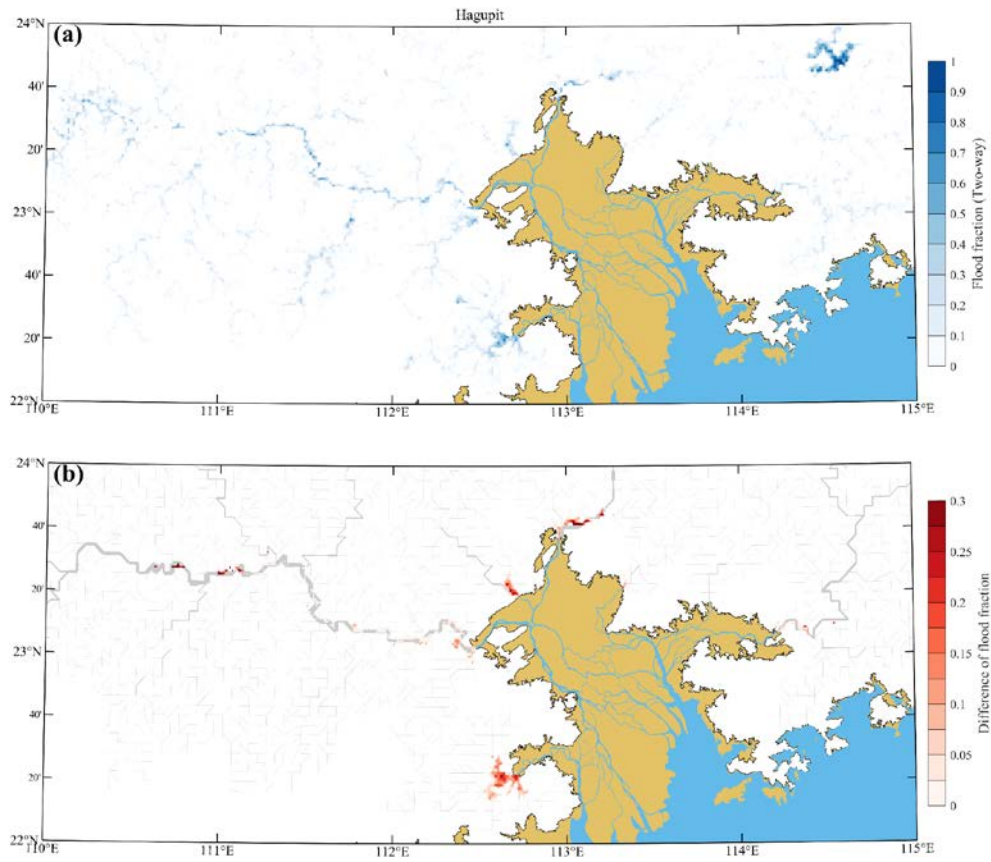 Hagupit
(a)
24°N
40'
20'
23°N
40'
20'
22°N
110°E
111°E
112°E
113°E
114°E
115°E
1
0.9
0.8
0.7
0.6
0.5
0.4
0.3
0.2
0.1
0
Flood fraction (Two-way)
(b)
24°N
40'
20'
23°N
40'
20'
22°N
110°E
111°E
112°E
113°E
114°E
115°E
0.3
0.25
0.2
0.15
0.1
0.05
0
Difference of flood fraction